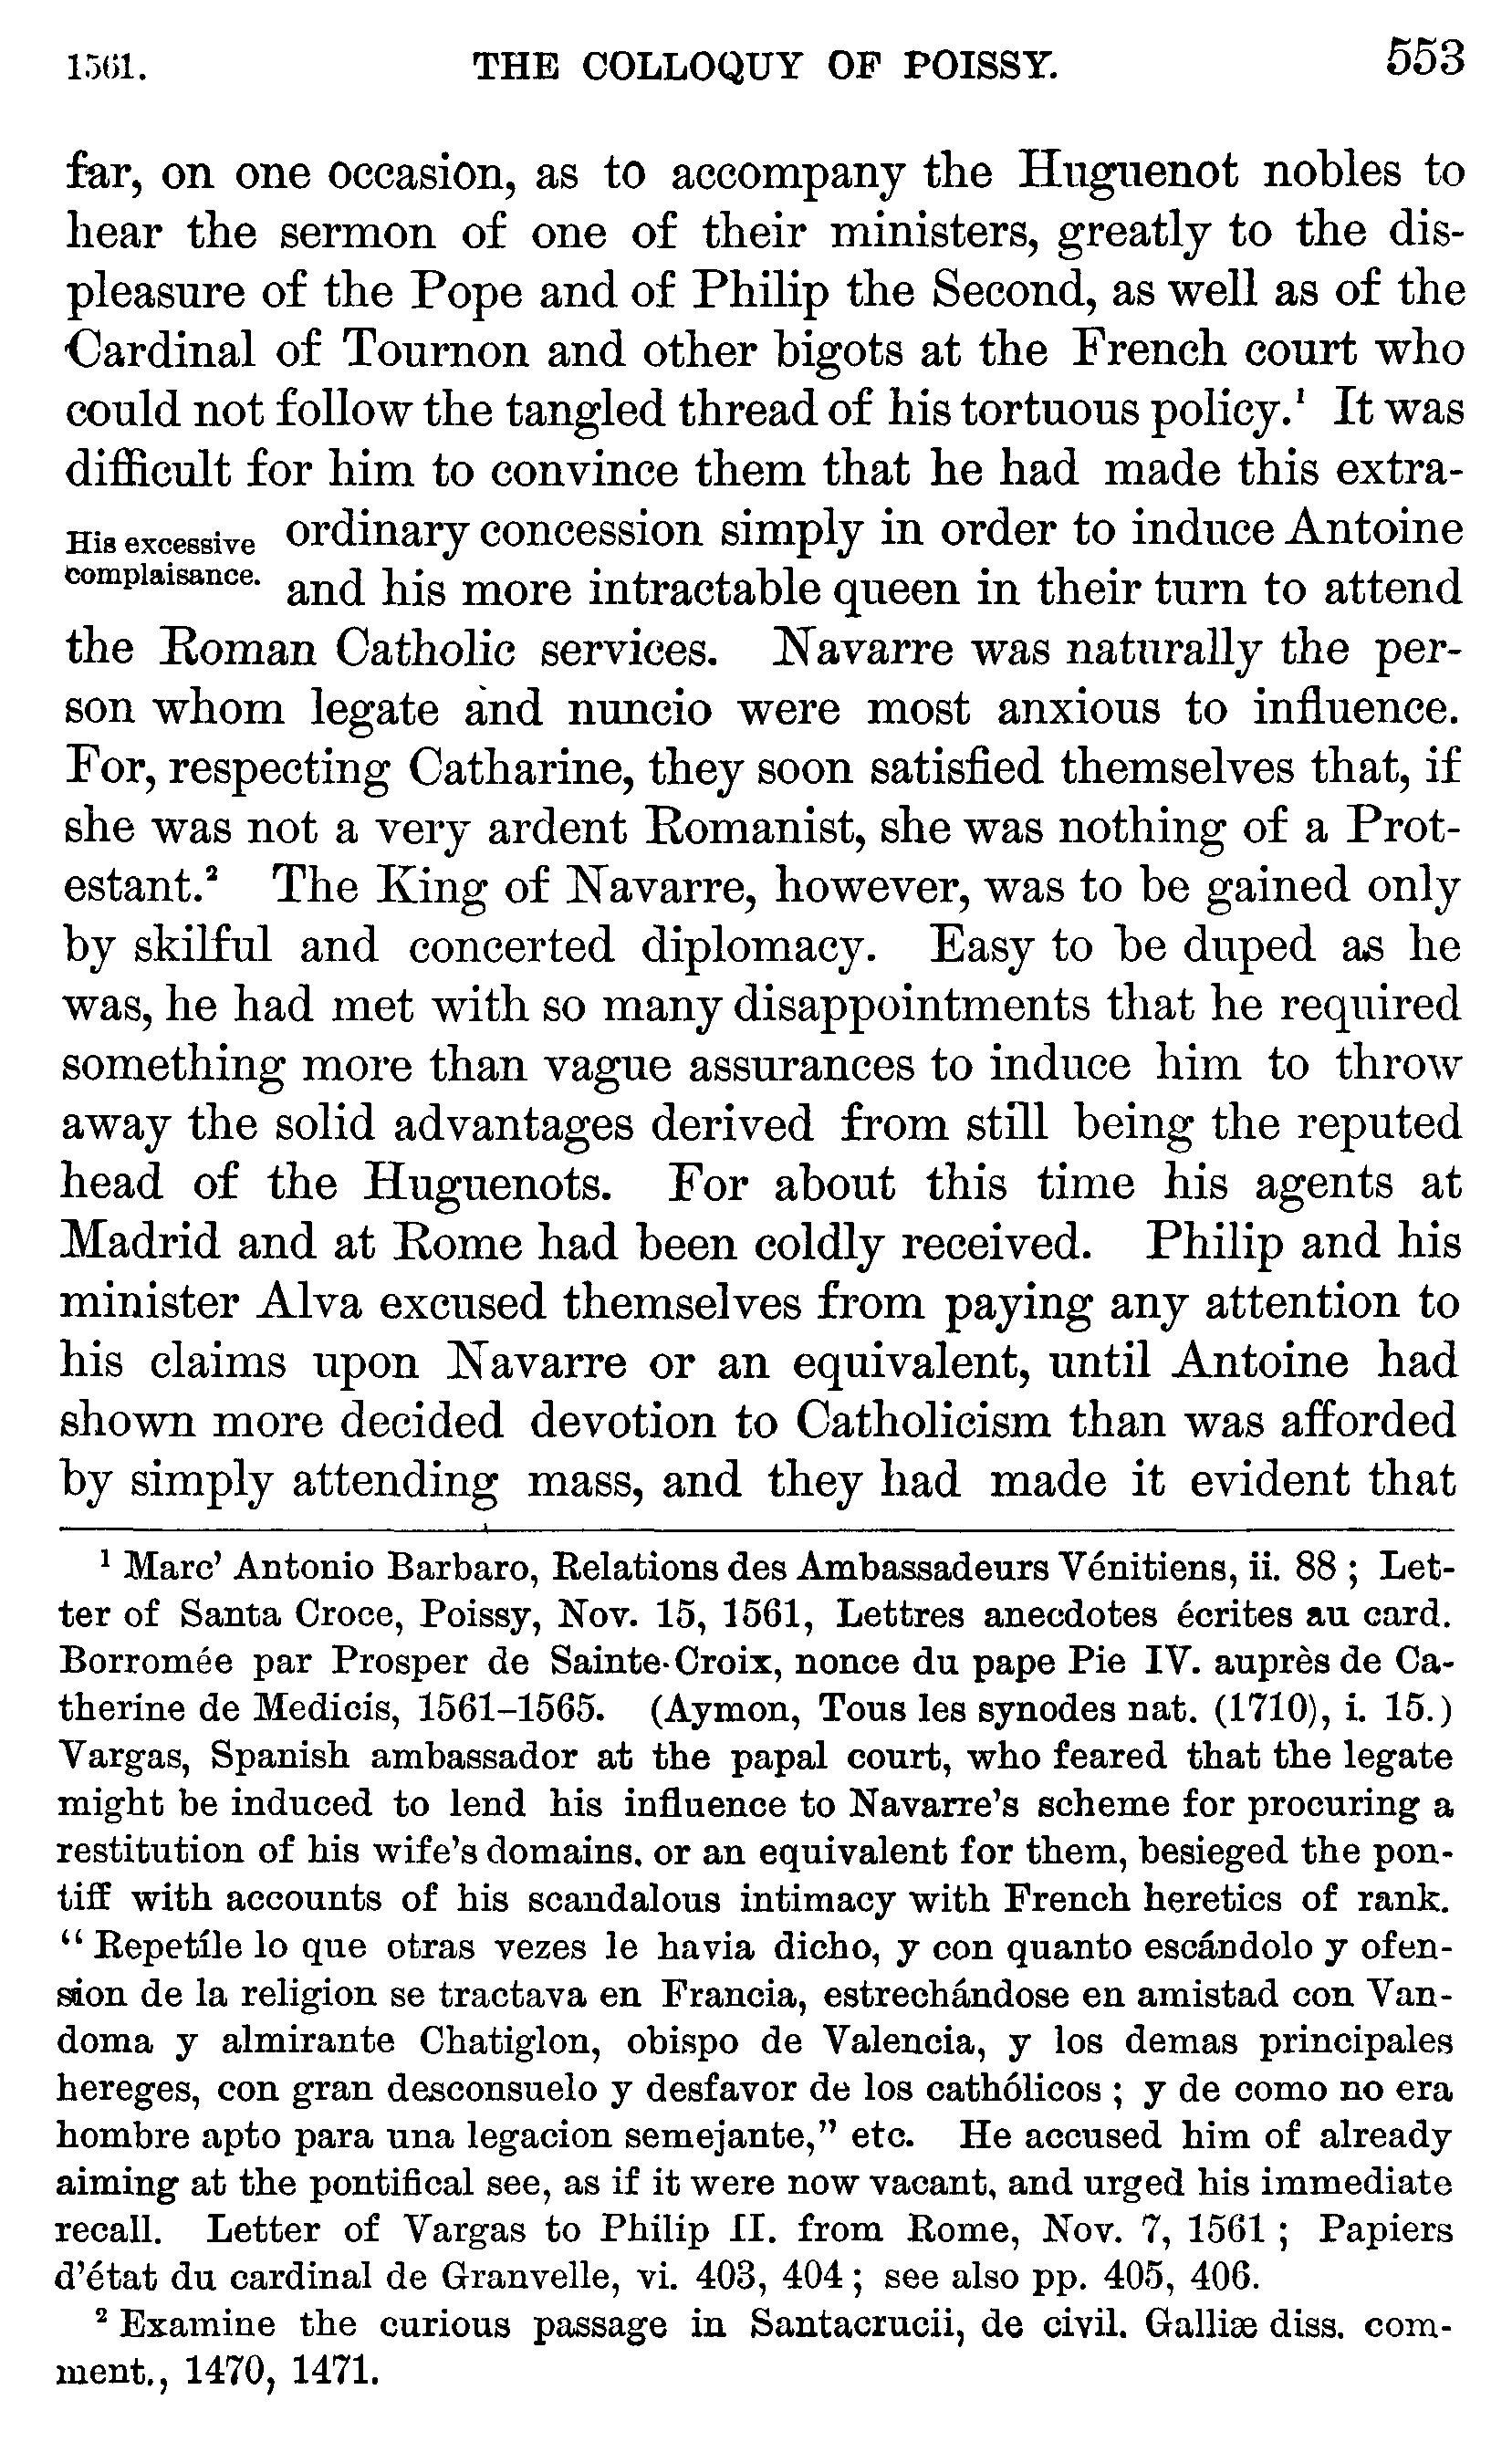 1561. THE COLLOQUY OF POISSY. 553
far, on one occasion, as to accompany the Huguenot nobles to
hear the sermon of one of their ministers, greatly to the dis-
pleasure of the Pope and of Philip the Second, as well as of the
Cardinal of Tournon and other bigots at the French court who
could not follow the tangled thread of his tortuous policy.¹ It was
difficult for him to convince them that he had made this extra-
His excessive
complaisance.
ordinary concession simply in order to induce Antoine
and his more intractable queen in their turn to attend
the Roman Catholic services. Navarre was naturally the per-
son whom legate and nuncio were most anxious to influence.
For, respecting Catharine, they soon satisfied themselves that, if
she was not a very ardent Romanist, she was nothing of a Prot-
estant.² The King of Navarre, however, was to be gained only
by skilful and concerted diplomacy. Easy to be duped as he
was, he had met with so many disappointments that he required
something more than vague assurances to induce him to throw
away the solid advantages derived from still being the reputed
head of the Huguenots. For about this time his agents at
Madrid and at Rome had been coldly received. Philip and his
minister Alva excused themselves from paying any attention to
his claims upon Navarre or an equivalent, until Antoine had
shown more decided devotion to Catholicism than was afforded
by simply attending mass, and they had made it evident that
¹ Marc' Antonio Barbaro, Relations des Ambassadeurs Vénitiens, ii. 88 ; Let-
ter of Santa Croce, Poissy, Nov. 15, 1561, Lettres anecdotes écrites au card.
Borromée par Prosper de Sainte-Croix, nonce du pape Pie IV. auprès de Ca-
therine de Medicis, 1561–1565. (Aymon, Tous les synodes nat. (1710), i. 15.)
Vargas, Spanish ambassador at the papal court, who feared that the legate
might be induced to lend his influence to Navarre's scheme for procuring a
restitution of his wife's domains, or an equivalent for them, besieged the pon-
tiff with accounts of his scandalous intimacy with French heretics of rank.
“ Repetíle lo que otras vezes le havia dicho, y con quanto escándolo y ofen-
sion de la religion se tractava en Francia, estrechándose en amistad con Van-
doma y almirante Chatiglon, obispo de Valencia, y los demas principales
hereges, con gran desconsuelo y desfavor de los cathólicos ; y de como no era
hombre apto para una legacion semejante,” etc. He accused him of already
aiming at the pontifical see, as if it were now vacant, and urged his immediate
recall. Letter of Vargas to Philip II. from Rome, Nov. 7, 1561 ; Papiers
d'état du cardinal de Granvelle, vi. 403, 404 ; see also pp. 405, 406.
² Examine the curious passage in Santacrucii, de civil. Galliæ diss. com-
ment., 1470, 1471.